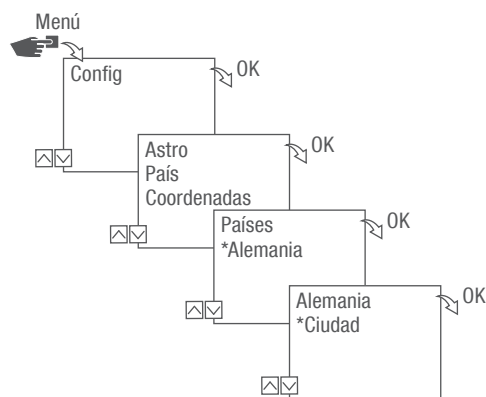 Menú
Config
OK
Astro
País
Coordenadas
OK
Países
*Alemania
OK
Alemania
*Ciudad
OK